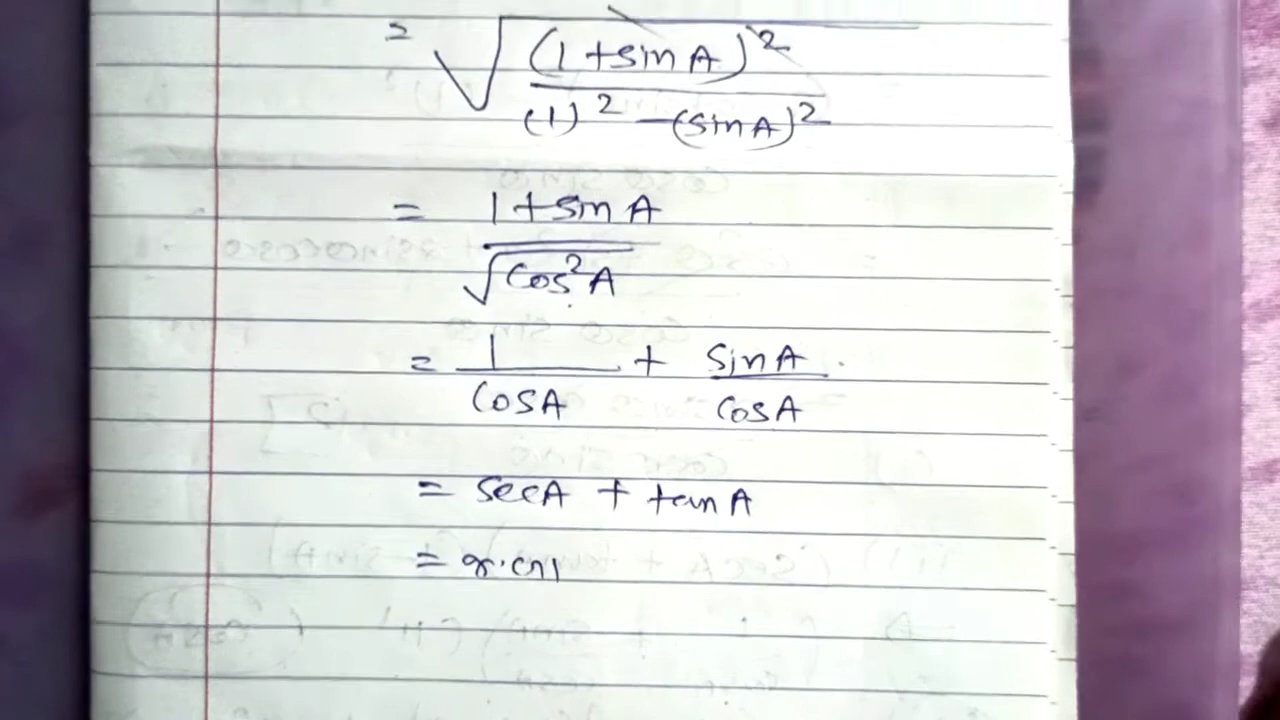 = √((1+sinA)² / (1)² - (sinA)²)
= 1+sinA / √(cos²A)
= 1/cosA + sinA/cosA
= secA + tanA
=